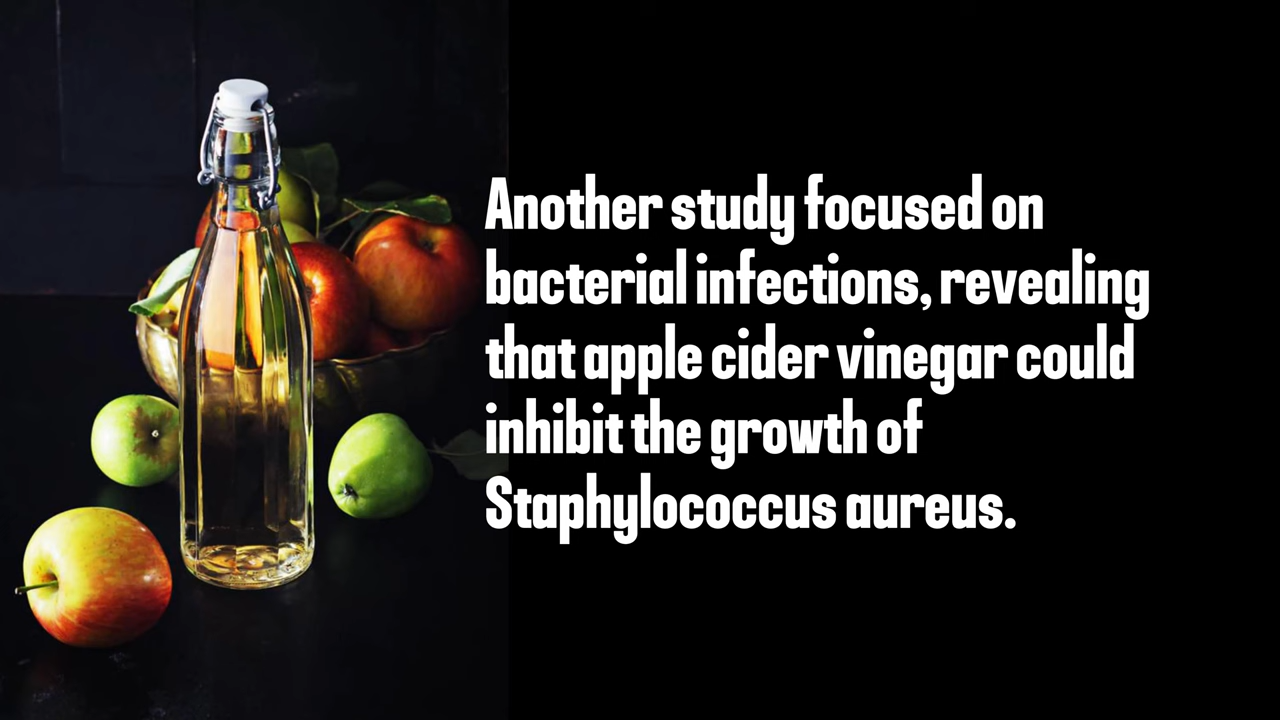 Another study focused on
bacterial infections, revealing
that apple cider vinegar could
inhibit the growth of
Staphylococcus aureus.